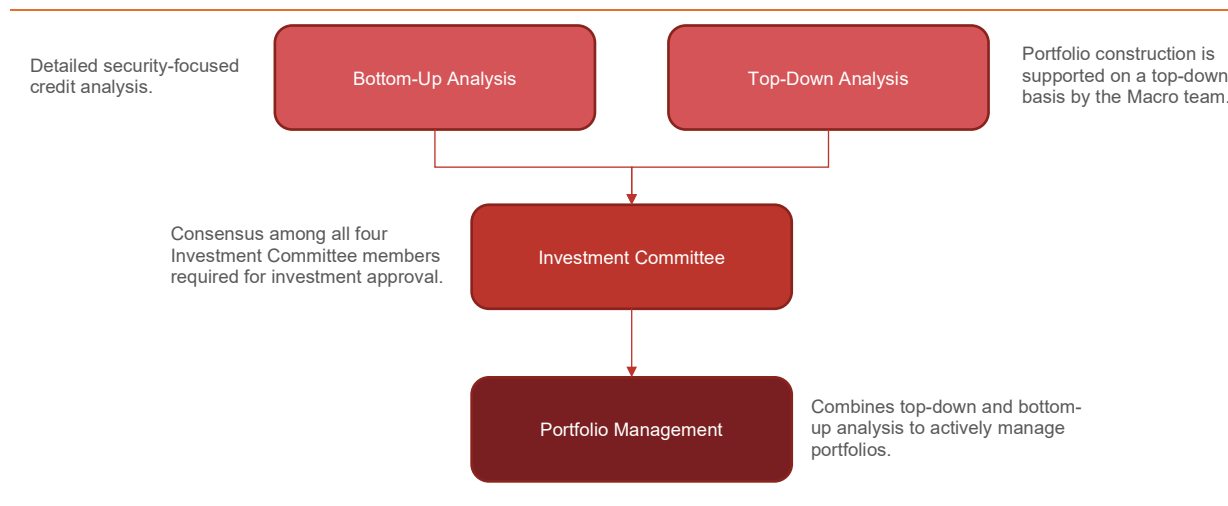 Detailed security-focused
credit analysis.
Bottom-Up Analysis
Top-Down Analysis
Portfolio construction is
supported on a top-down
basis by the Macro team.
Consensus among all four
Investment Committee members
required for investment approval.
Investment Committee
Portfolio Management
Combines top-down and bottom-
up analysis to actively manage
portfolios.